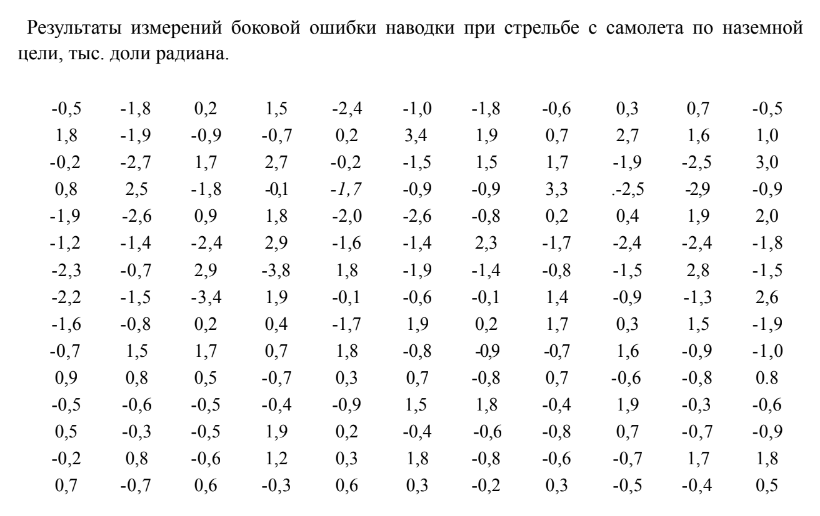 Результаты измерений боковой ошибки наводки при стрельбе с самолета по наземной
цели, тыс. доли радиана.
-0,5 -1,8 0,2 1,5 -2,4 -1,0 -1,8 -0,6 0,3 0,7 -0,5
1,8 -1,9 -0,9 -0,7 0,2 3,4 1,9 0,7 2,7 1,6 1,0
-0,2 -2,7 1,7 2,7 -0,2 -1,5 1,5 1,7 -1,9 -2,5 3,0
0,8 2,5 -1,8 -0,1 -1,7 -0,9 -0,9 3,3 .-2,5 -2,9 -0,9
-1,9 -2,6 0,9 1,8 -2,0 -2,6 -0,8 0,2 0,4 1,9 2,0
-1,2 -1,4 -2,4 2,9 -1,6 -1,4 2,3 -1,7 -2,4 -2,4 -1,8
-2,3 -0,7 2,9 -3,8 1,8 -1,9 -1,4 -0,8 -1,5 2,8 -1,5
-2,2 -1,5 -3,4 1,9 -0,1 -0,6 -0,1 1,4 -0,9 -1,3 2,6
-1,6 -0,8 0,2 0,4 -1,7 1,9 0,2 1,7 0,3 1,5 -1,9
-0,7 1,5 1,7 0,7 1,8 -0,8 -0,9 -0,7 1,6 -0,9 -1,0
0,9 0,8 0,5 -0,7 0,3 0,7 -0,8 0,7 -0,6 -0,8 0.8
-0,5 -0,6 -0,5 -0,4 -0,9 1,5 1,8 -0,4 1,9 -0,3 -0,6
0,5 -0,3 -0,5 1,9 0,2 -0,4 -0,6 -0,8 0,7 -0,7 -0,9
-0,2 0,8 -0,6 1,2 0,3 1,8 -0,8 -0,6 -0,7 1,7 1,8
0,7 -0,7 0,6 -0,3 0,6 0,3 -0,2 0,3 -0,5 -0,4 0,5